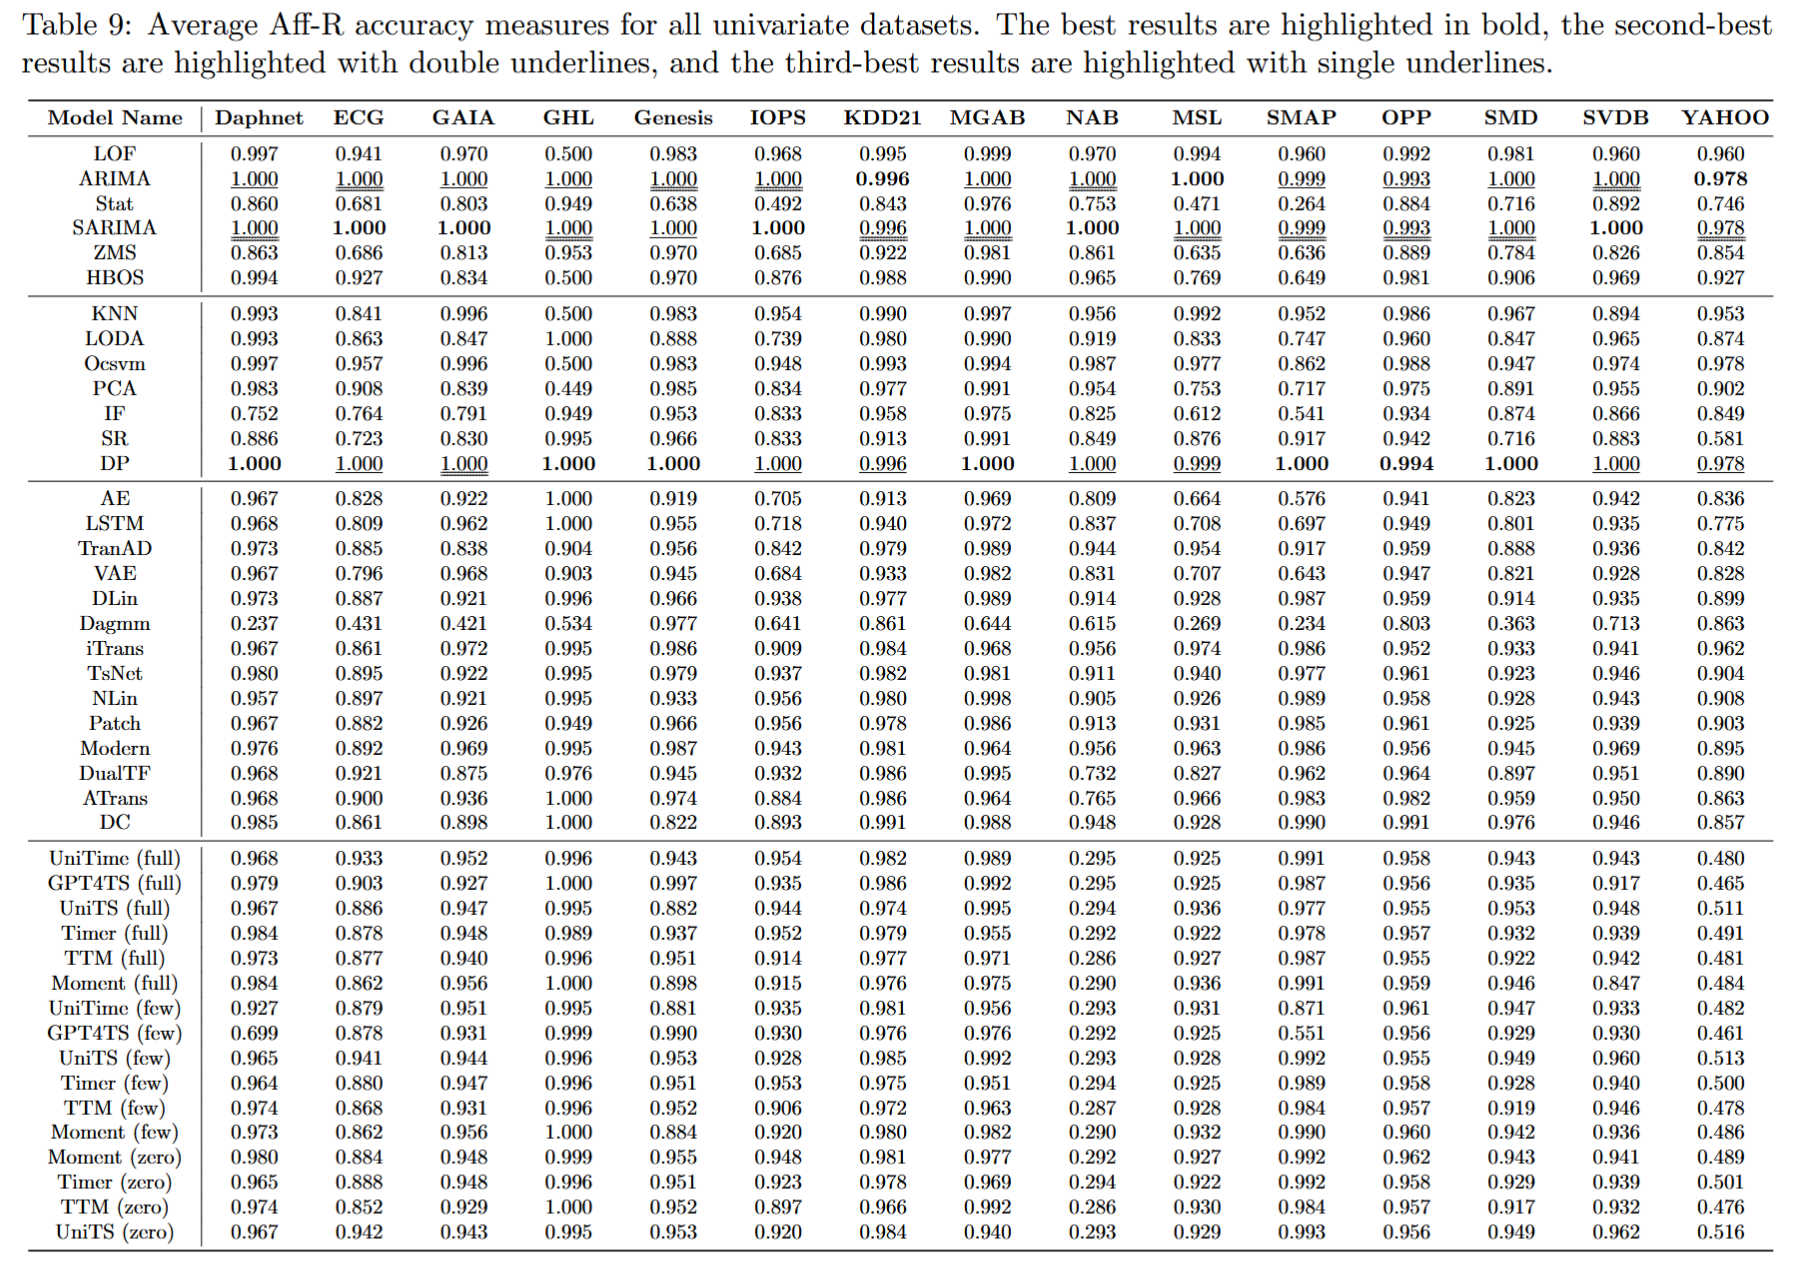 Table 9: Average Aff-R accuracy measures for all univariate datasets. The best results are highlighted in bold, the second-best
results are highlighted with double underlines, and the third-best results are highlighted with single underlines.
Model Name Daphnet ECG GAIA GHL Genesis IOPS KDD21 MGAB NAB MSL SMAP OPP SMD SVDB YAHOO
LOF 0.997 0.941 0.970 0.500 0.983 0.968 0.995 0.999 0.970 0.994 0.960 0.992 0.981 0.960 0.960
ARIMA 1.000 1.000 1.000 1.000 1.000 1.000 0.996 1.000 1.000 1.000 0.999 0.993 1.000 1.000 0.978
Stat 0.860 0.681 0.803 0.949 0.638 0.492 0.843 0.976 0.753 0.471 0.264 0.884 0.716 0.892 0.746
SARIMA 1.000 1.000 1.000 1.000 1.000 1.000 0.996 1.000 1.000 1.000 0.999 0.993 1.000 1.000 0.978
ZMS 0.863 0.686 0.813 0.953 0.970 0.685 0.922 0.981 0.861 0.635 0.636 0.889 0.784 0.826 0.854
HBOS 0.994 0.927 0.834 0.500 0.970 0.876 0.988 0.990 0.965 0.769 0.649 0.981 0.906 0.969 0.927
KNN 0.993 0.841 0.996 0.500 0.983 0.954 0.990 0.997 0.956 0.992 0.952 0.986 0.967 0.894 0.953
LODA 0.993 0.863 0.847 1.000 0.888 0.739 0.980 0.990 0.919 0.833 0.747 0.960 0.847 0.965 0.874
Ocsvm 0.997 0.957 0.996 0.500 0.983 0.948 0.993 0.994 0.987 0.977 0.862 0.988 0.947 0.974 0.978
PCA 0.983 0.908 0.839 0.449 0.985 0.834 0.977 0.991 0.954 0.753 0.717 0.975 0.891 0.955 0.902
IF 0.752 0.764 0.791 0.949 0.953 0.833 0.958 0.975 0.825 0.612 0.541 0.934 0.874 0.866 0.849
SR 0.886 0.723 0.830 0.995 0.966 0.833 0.913 0.991 0.849 0.876 0.917 0.942 0.716 0.883 0.581
DP 1.000 1.000 1.000 1.000 1.000 1.000 0.996 1.000 1.000 0.999 1.000 0.994 1.000 1.000 0.978
AE 0.967 0.828 0.922 1.000 0.919 0.705 0.913 0.969 0.809 0.664 0.576 0.941 0.823 0.942 0.836
LSTM 0.968 0.809 0.962 1.000 0.955 0.718 0.940 0.972 0.837 0.708 0.697 0.949 0.801 0.935 0.775
TranAD 0.973 0.885 0.838 0.904 0.956 0.842 0.979 0.989 0.944 0.954 0.917 0.959 0.888 0.936 0.842
VAE 0.967 0.796 0.968 0.903 0.945 0.684 0.933 0.982 0.831 0.707 0.643 0.947 0.821 0.928 0.828
DLin 0.973 0.887 0.921 0.996 0.966 0.938 0.977 0.989 0.914 0.928 0.987 0.959 0.914 0.935 0.899
Dagmm 0.237 0.431 0.421 0.534 0.977 0.641 0.861 0.644 0.615 0.269 0.234 0.803 0.363 0.713 0.863
iTrans 0.967 0.861 0.972 0.995 0.986 0.909 0.984 0.968 0.956 0.974 0.986 0.952 0.933 0.941 0.962
TsNet 0.980 0.895 0.922 0.995 0.979 0.937 0.982 0.981 0.911 0.940 0.977 0.961 0.923 0.946 0.904
NLin 0.957 0.897 0.921 0.995 0.933 0.956 0.980 0.998 0.905 0.926 0.989 0.958 0.928 0.943 0.908
Patch 0.967 0.882 0.926 0.949 0.966 0.956 0.978 0.986 0.913 0.931 0.985 0.961 0.925 0.939 0.903
Modern 0.976 0.892 0.969 0.995 0.987 0.943 0.981 0.964 0.956 0.963 0.986 0.956 0.945 0.969 0.895
DualTF 0.968 0.921 0.875 0.976 0.945 0.932 0.986 0.995 0.732 0.827 0.962 0.964 0.897 0.951 0.890
ATrans 0.968 0.900 0.936 1.000 0.974 0.884 0.986 0.964 0.765 0.966 0.983 0.982 0.959 0.950 0.863
DC 0.985 0.861 0.898 1.000 0.822 0.893 0.991 0.988 0.948 0.928 0.990 0.991 0.976 0.946 0.857
UniTime (full) 0.968 0.933 0.952 0.996 0.943 0.954 0.982 0.989 0.295 0.925 0.991 0.958 0.943 0.943 0.480
GPT4TS (full) 0.979 0.903 0.927 1.000 0.997 0.935 0.986 0.992 0.295 0.925 0.987 0.956 0.935 0.917 0.465
UniTS (full) 0.967 0.886 0.947 0.995 0.882 0.944 0.974 0.995 0.294 0.936 0.977 0.955 0.953 0.948 0.511
Timer (full) 0.984 0.878 0.948 0.989 0.937 0.952 0.979 0.955 0.292 0.922 0.978 0.957 0.932 0.939 0.491
TTM (full) 0.973 0.877 0.940 0.996 0.951 0.914 0.977 0.971 0.286 0.927 0.987 0.955 0.922 0.942 0.481
Moment (full) 0.984 0.862 0.956 1.000 0.898 0.915 0.976 0.975 0.290 0.936 0.991 0.959 0.946 0.847 0.484
UniTime (few) 0.927 0.879 0.951 0.995 0.881 0.935 0.981 0.956 0.293 0.931 0.871 0.961 0.947 0.933 0.482
GPT4TS (few) 0.699 0.878 0.931 0.999 0.990 0.930 0.976 0.976 0.292 0.925 0.551 0.956 0.929 0.930 0.461
UniTS (few) 0.965 0.941 0.944 0.996 0.953 0.928 0.985 0.992 0.293 0.928 0.992 0.955 0.949 0.960 0.513
Timer (few) 0.964 0.880 0.947 0.996 0.951 0.953 0.975 0.951 0.294 0.925 0.989 0.958 0.928 0.940 0.500
TTM (few) 0.974 0.868 0.931 0.996 0.952 0.906 0.972 0.963 0.287 0.928 0.984 0.957 0.919 0.946 0.478
Moment (few) 0.973 0.862 0.956 1.000 0.884 0.920 0.980 0.982 0.290 0.932 0.990 0.960 0.942 0.936 0.486
Moment (zero) 0.980 0.884 0.948 0.999 0.955 0.948 0.981 0.977 0.292 0.927 0.992 0.962 0.943 0.941 0.489
Timer (zero) 0.965 0.888 0.948 0.996 0.951 0.923 0.978 0.969 0.294 0.922 0.992 0.958 0.929 0.939 0.501
TTM (zero) 0.974 0.852 0.929 1.000 0.952 0.897 0.966 0.992 0.286 0.930 0.984 0.957 0.917 0.932 0.476
UniTS (zero) 0.967 0.942 0.943 0.995 0.953 0.920 0.984 0.940 0.293 0.929 0.993 0.956 0.949 0.962 0.516